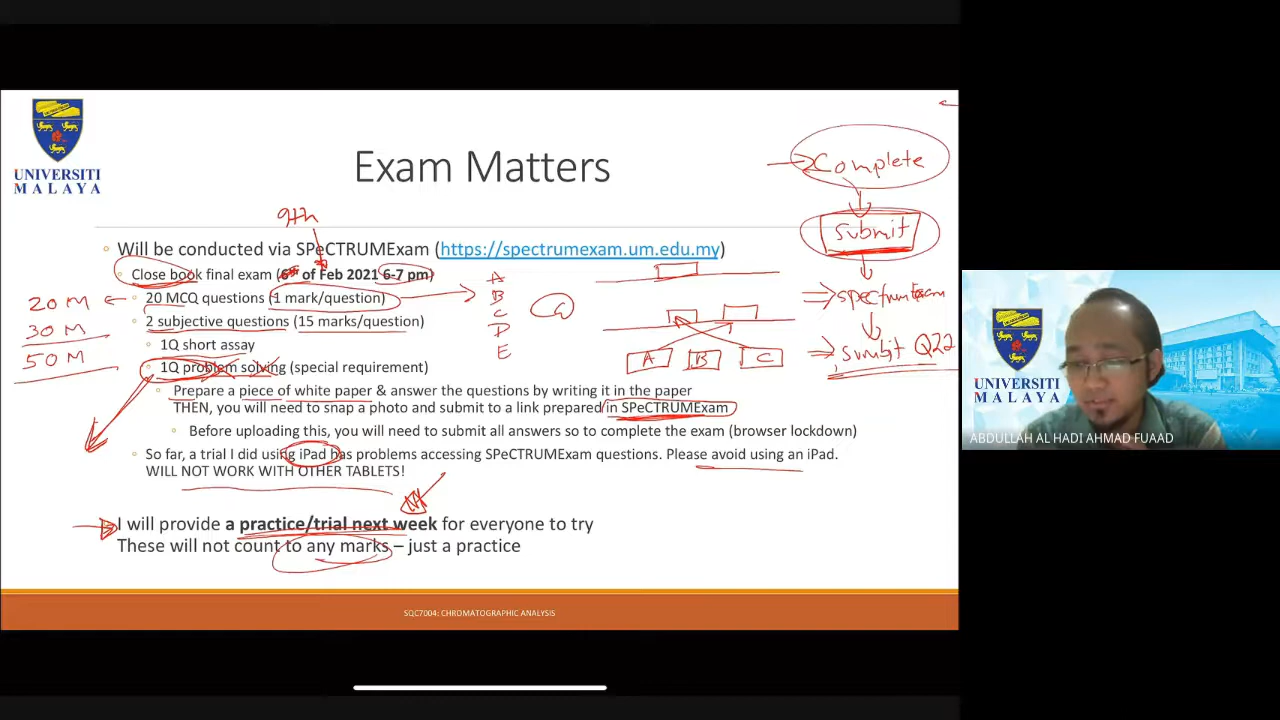 UNIVERSITI
MALAYA
Exam Matters
Complete
Submit
spectrumexam
sumbit Q22
9th
Will be conducted via SPeCTRUMExam (https://spectrumexam.um.edu.my)
Close book final exam (6th of Feb 2021 6-7 pm)
20 MCQ questions (1 mark/question)
2 subjective questions (15 marks/question)
1Q short assay
1Q problem solving (special requirement)
Prepare a piece of white paper & answer the questions by writing it in the paper
THEN, you will need to snap a photo and submit to a link prepared in SPeCTRUMExam
Before uploading this, you will need to submit all answers so to complete the exam (browser lockdown)
So far, a trial I did using iPad has problems accessing SPeCTRUMExam questions. Please avoid using an iPad.
WILL NOT WORK WITH OTHER TABLETS!
I will provide a practice/trial next week for everyone to try
These will not count to any marks – just a practice
20 M
30 M
50 M
A
B
C
D
E
a
A
B
C
SQC7004: CHROMATOGRAPHIC ANALYSIS
UNIVERSITI
MALAYA
ABDULLAH AL HADI AHMAD FUAAD